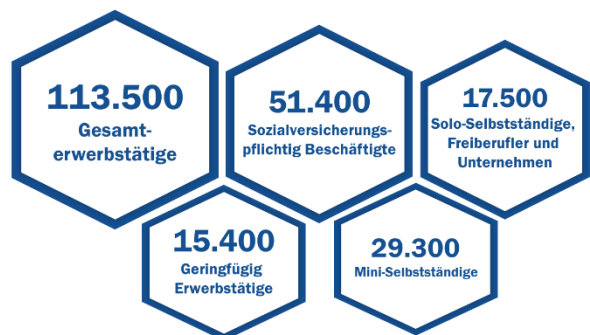 113.500
Gesamt-
erwerbstätige
51.400
Sozialversicherungs-
pflichtig Beschäftigte
17.500
Solo-Selbstständige,
Freiberufler und
Unternehmen
15.400
Geringfügig
Erwerbstätige
29.300
Mini-Selbstständige